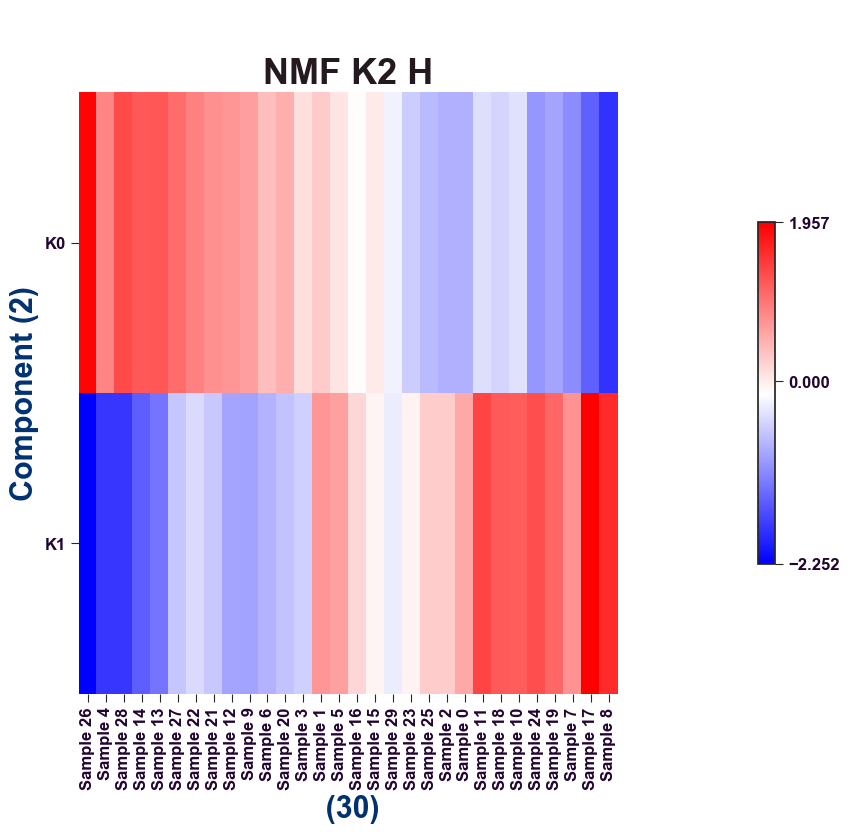 NMF K2 H
Component (2)
K0
K1
1.957
0.000
−2.252
Sample 26
Sample 4
Sample 28
Sample 14
Sample 13
Sample 27
Sample 22
Sample 21
Sample 12
Sample 9
Sample 6
Sample 20
Sample 3
Sample 1
Sample 5
Sample 16
Sample 15
Sample 29
Sample 23
Sample 25
Sample 2
Sample 0
Sample 11
Sample 18
Sample 10
Sample 24
Sample 19
Sample 7
Sample 17
Sample 8
(30)